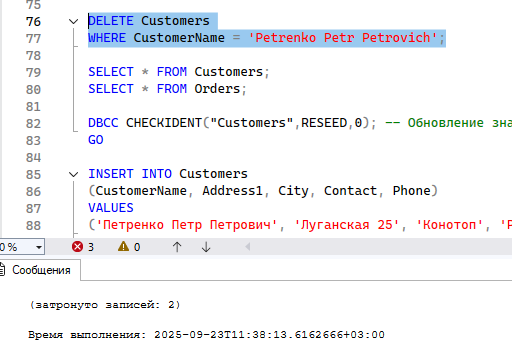 75
76 DELETE Customers
77 WHERE CustomerName = 'Petrenko Petr Petrovich';
78
79 SELECT * FROM Customers;
80 SELECT * FROM Orders;
81
82 DBCC CHECKIDENT("Customers",RESEED,0); -- Обновление зна
83 GO
84
85 INSERT INTO Customers
86 (CustomerName, Address1, City, Contact, Phone)
87 VALUES
88 ('Петренко Петр Петрович', 'Луганская 25', 'Конотоп', 'P
0 % 3 0
Сообщения
(затронуто записей: 2)
Время выполнения: 2025-09-23T11:38:13.6162666+03:00